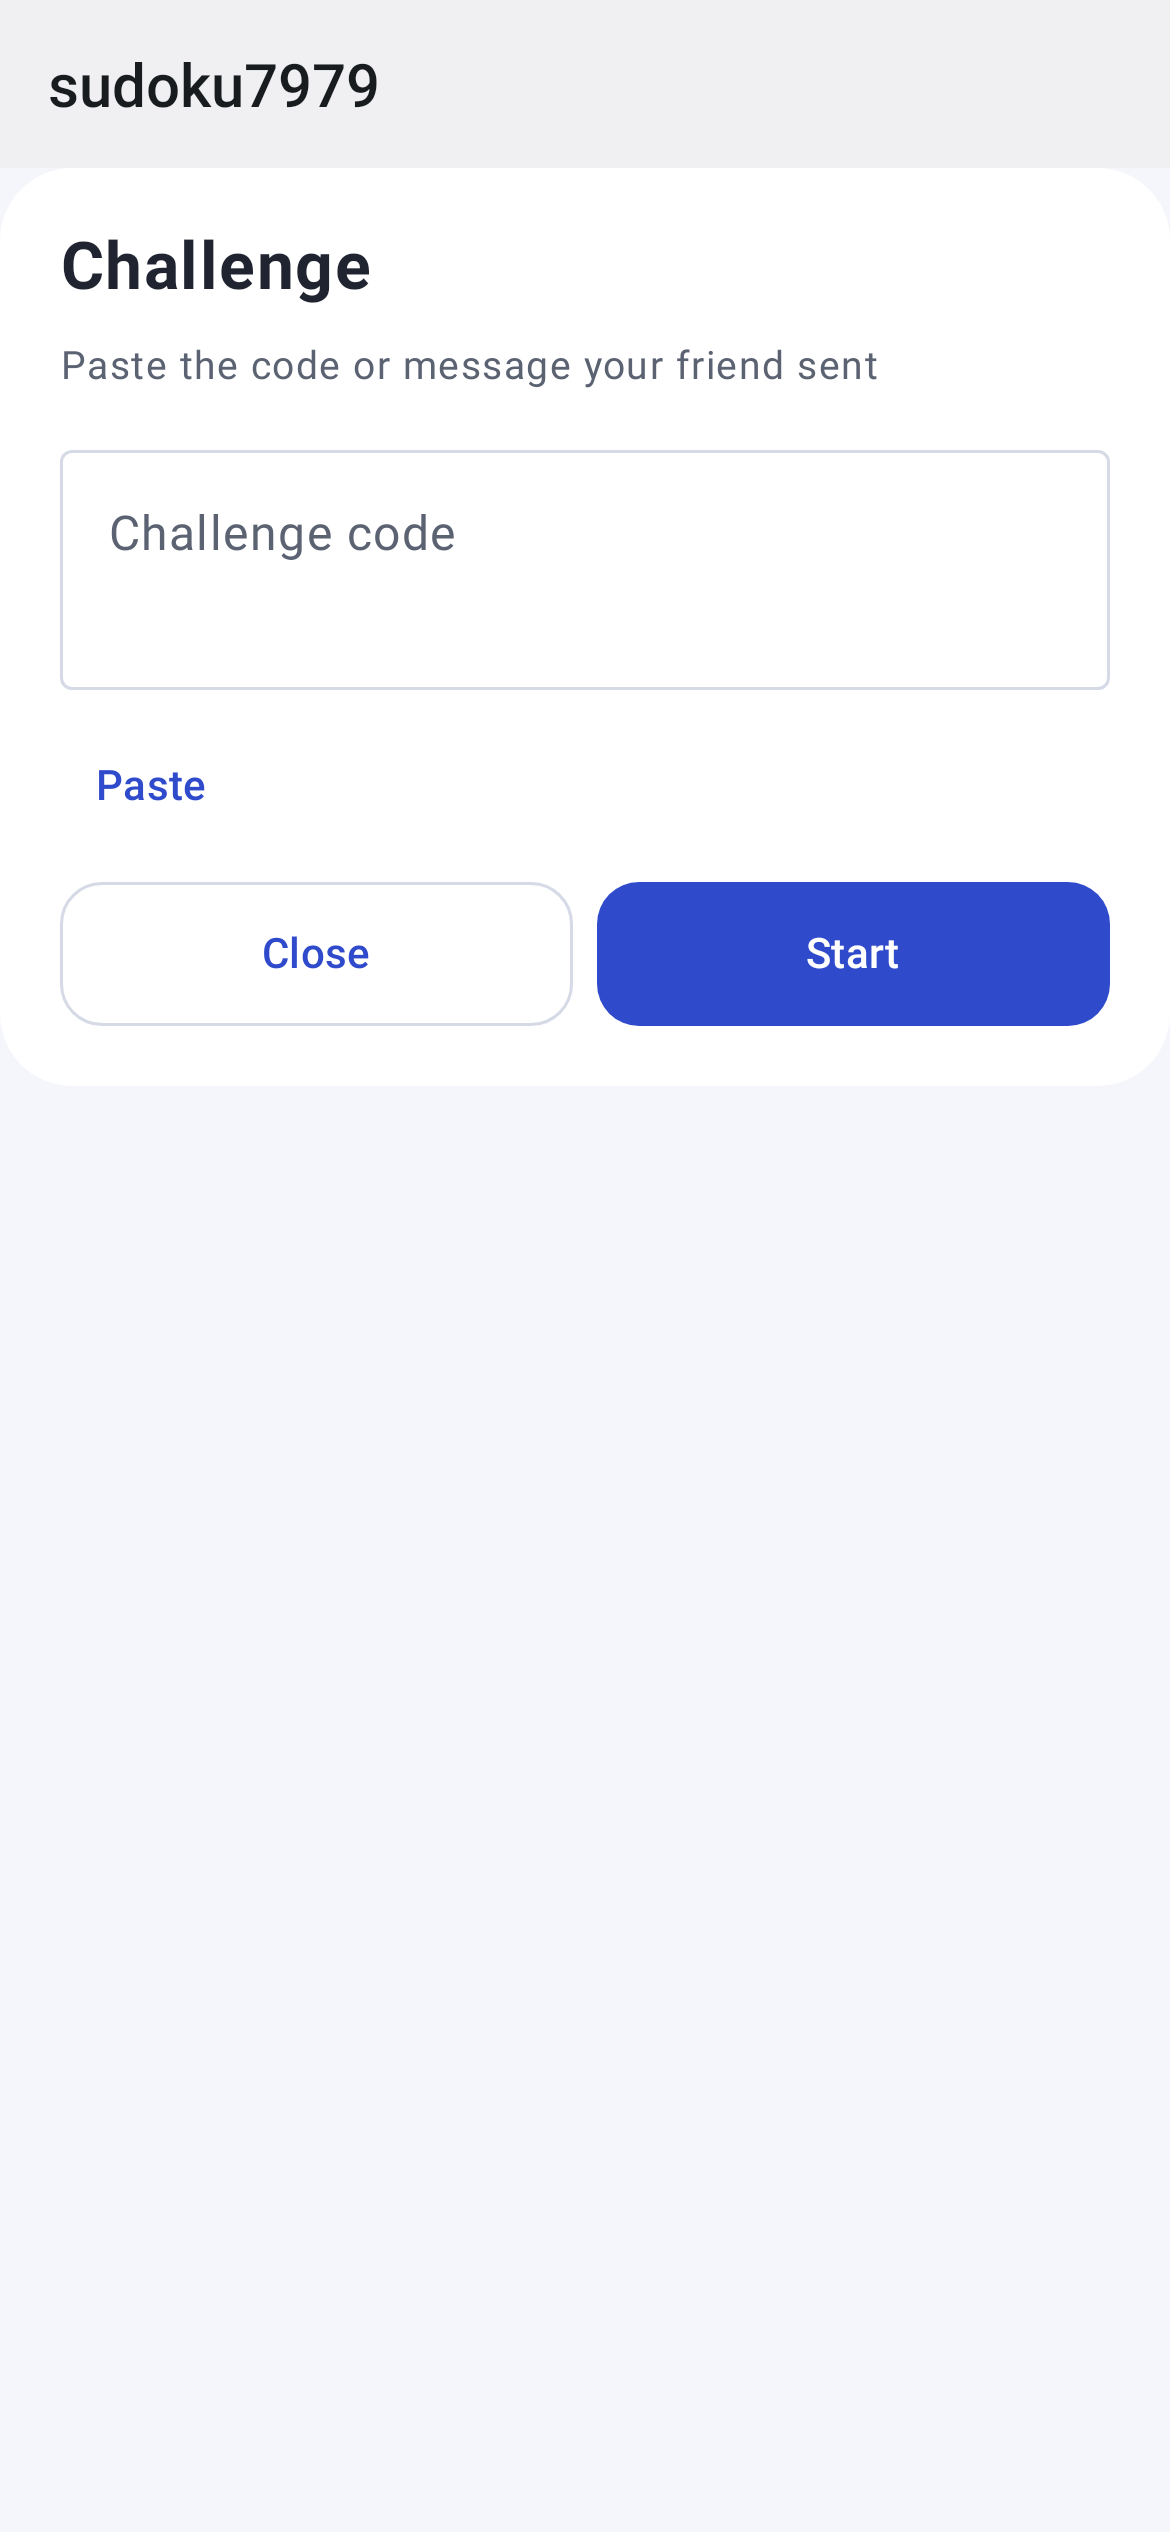 sudoku7979
Challenge
Paste the code or message your friend sent
Challenge code
Paste
Close
Start